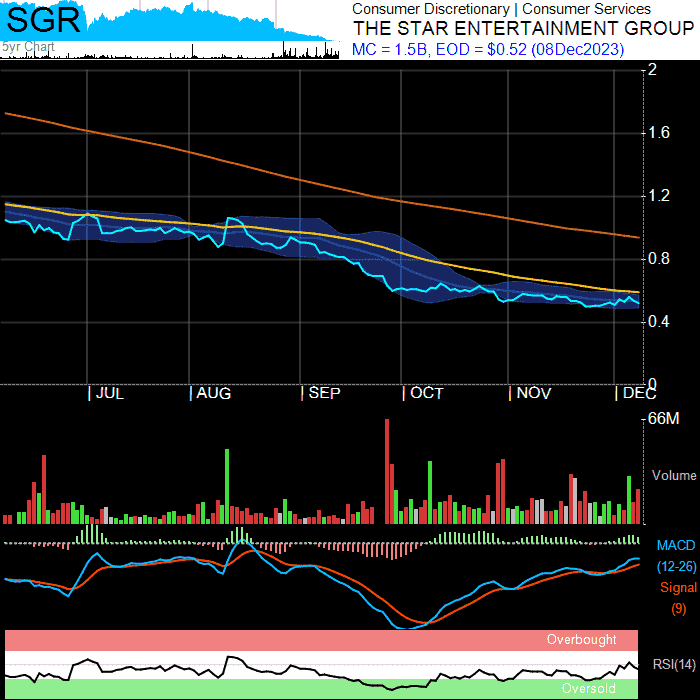 SGR
5yr Chart
Consumer Discretionary | Consumer Services
THE STAR ENTERTAINMENT GROUP
MC = 1.5B, EOD = $0.52 (08Dec2023)
2
1.6
1.2
0.8
0.4
0
JUL
AUG
SEP
OCT
NOV
DEC
66M
Volume
MACD
(12-26)
Signal
(9)
Overbought
RSI(14)
Oversold